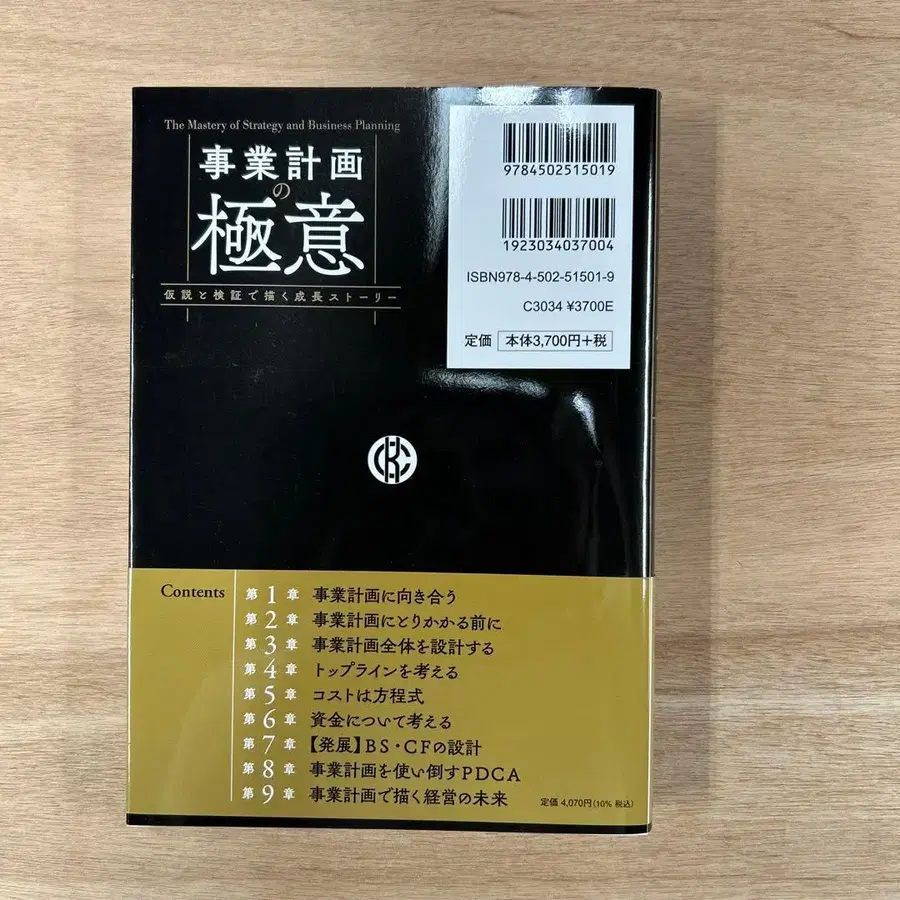 The Mastery of Strategy and Business Planning
事業計画
の
極意
仮説と検証で描く成長ストーリー
9784502515019
1923034037004
ISBN978-4-502-51501-9
C3034 ¥3700E
定価 本体3,700円+税
Contents
第1章 事業計画に向き合う
第2章 事業計画にとりかかる前に
第3章 事業計画全体を設計する
第4章 トップラインを考える
第5章 コストは方程式
第6章 資金について考える
第7章 【発展】BS・CFの設計
第8章 事業計画を使い倒すPDCA
第9章 事業計画で描く経営の未来
定価 4,070円(10% 税込)